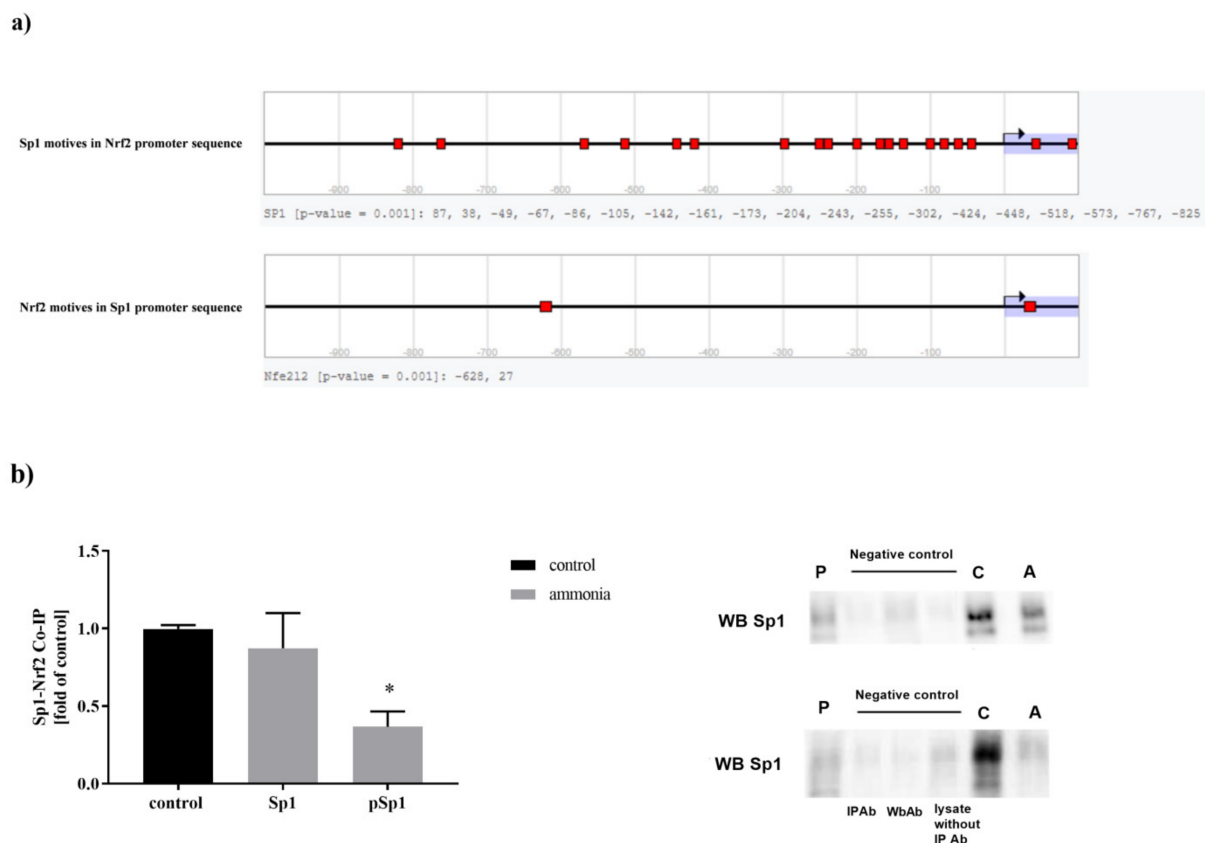 a)
Sp1 motives in Nrf2 promoter sequence
-900 -800 -700 -600 -500 -400 -300 -200 -100
SP1 [p-value = 0.001]: 87, 38, -49, -67, -86, -105, -142, -161, -173, -204, -243, -255, -302, -424, -448, -518, -573, -767, -825
Nrf2 motives in Sp1 promoter sequence
-900 -800 -700 -600 -500 -400 -300 -200 -100
Nfe2l2 [p-value = 0.001]: -628, 27
b)
Sp1-Nrf2 Co-IP
[fold of control]
1.5
1.0
0.5
0.0
*
control Sp1 pSp1
control
ammonia
Negative control
P C A
WB Sp1
Negative control
P C A
WB Sp1
IPAb WbAb lysate
without
IP Ab